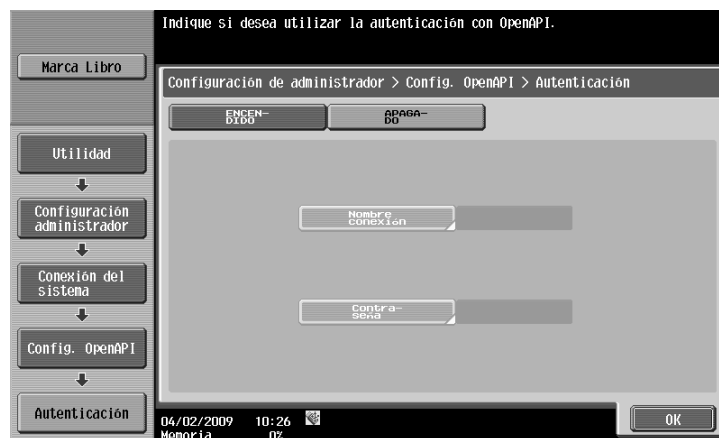 Indique si desea utilizar la autenticación con OpenAPI.
Marca Libro
Configuración de administrador > Config. OpenAPI > Autenticación
ENCEN-
DIDO
APAGA-
DO
Utilidad
Configuración
administrador
Nombre
conexión
Conexión del
sistema
Contra-
seña
Config. OpenAPI
Autenticación
04/02/2009 10:26
Memoria 0%
OK